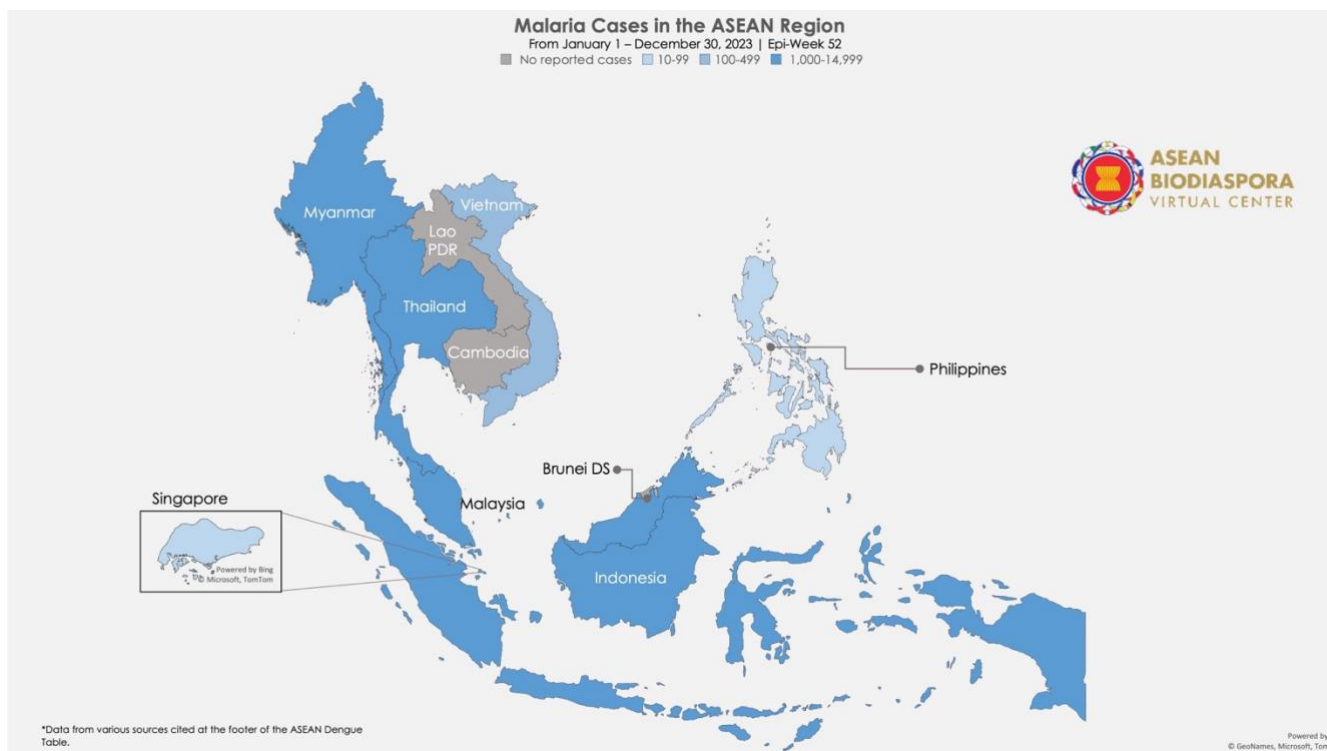 Malaria Cases in the ASEAN Region
From January 1 – December 30, 2023 | Epi-Week 52
No reported cases 10-99 100-499 1,000-14,999
ASEAN
BIODIASPORA
VIRTUAL CENTER
Myanmar
Vietnam
Lao
PDR
Thailand
Cambodia
Philippines
Brunei DS
Singapore
Malaysia
Powered by Bing
© Microsoft, TomTom
Indonesia
*Data from various sources cited at the footer of the ASEAN Dengue
Table.
Powered by
© GeoNames, Microsoft, Tom